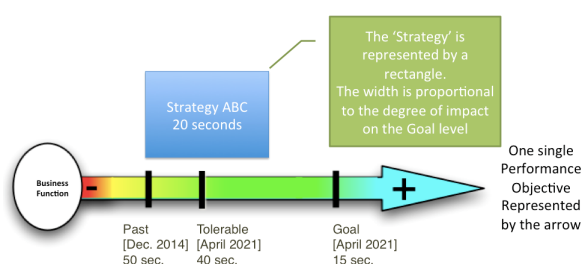 The ‘Strategy’ is
represented by a
rectangle.
The width is proportional
to the degree of impact
on the Goal level
Strategy ABC
20 seconds
One single
Performance
Objective
Represented
by the arrow
Business
Function
-
+
Past
[Dec. 2014]
50 sec.
Tolerable
[April 2021]
40 sec.
Goal
[April 2021]
15 sec.